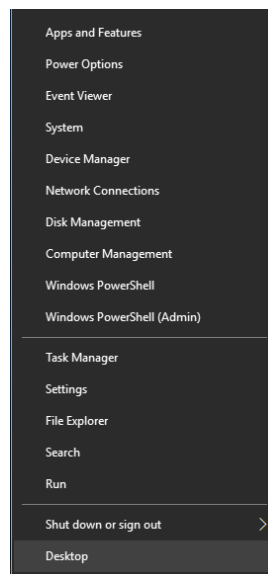 Apps and Features
Power Options
Event Viewer
System
Device Manager
Network Connections
Disk Management
Computer Management
Windows PowerShell
Windows PowerShell (Admin)
Task Manager
Settings
File Explorer
Search
Run
Shut down or sign out
Desktop